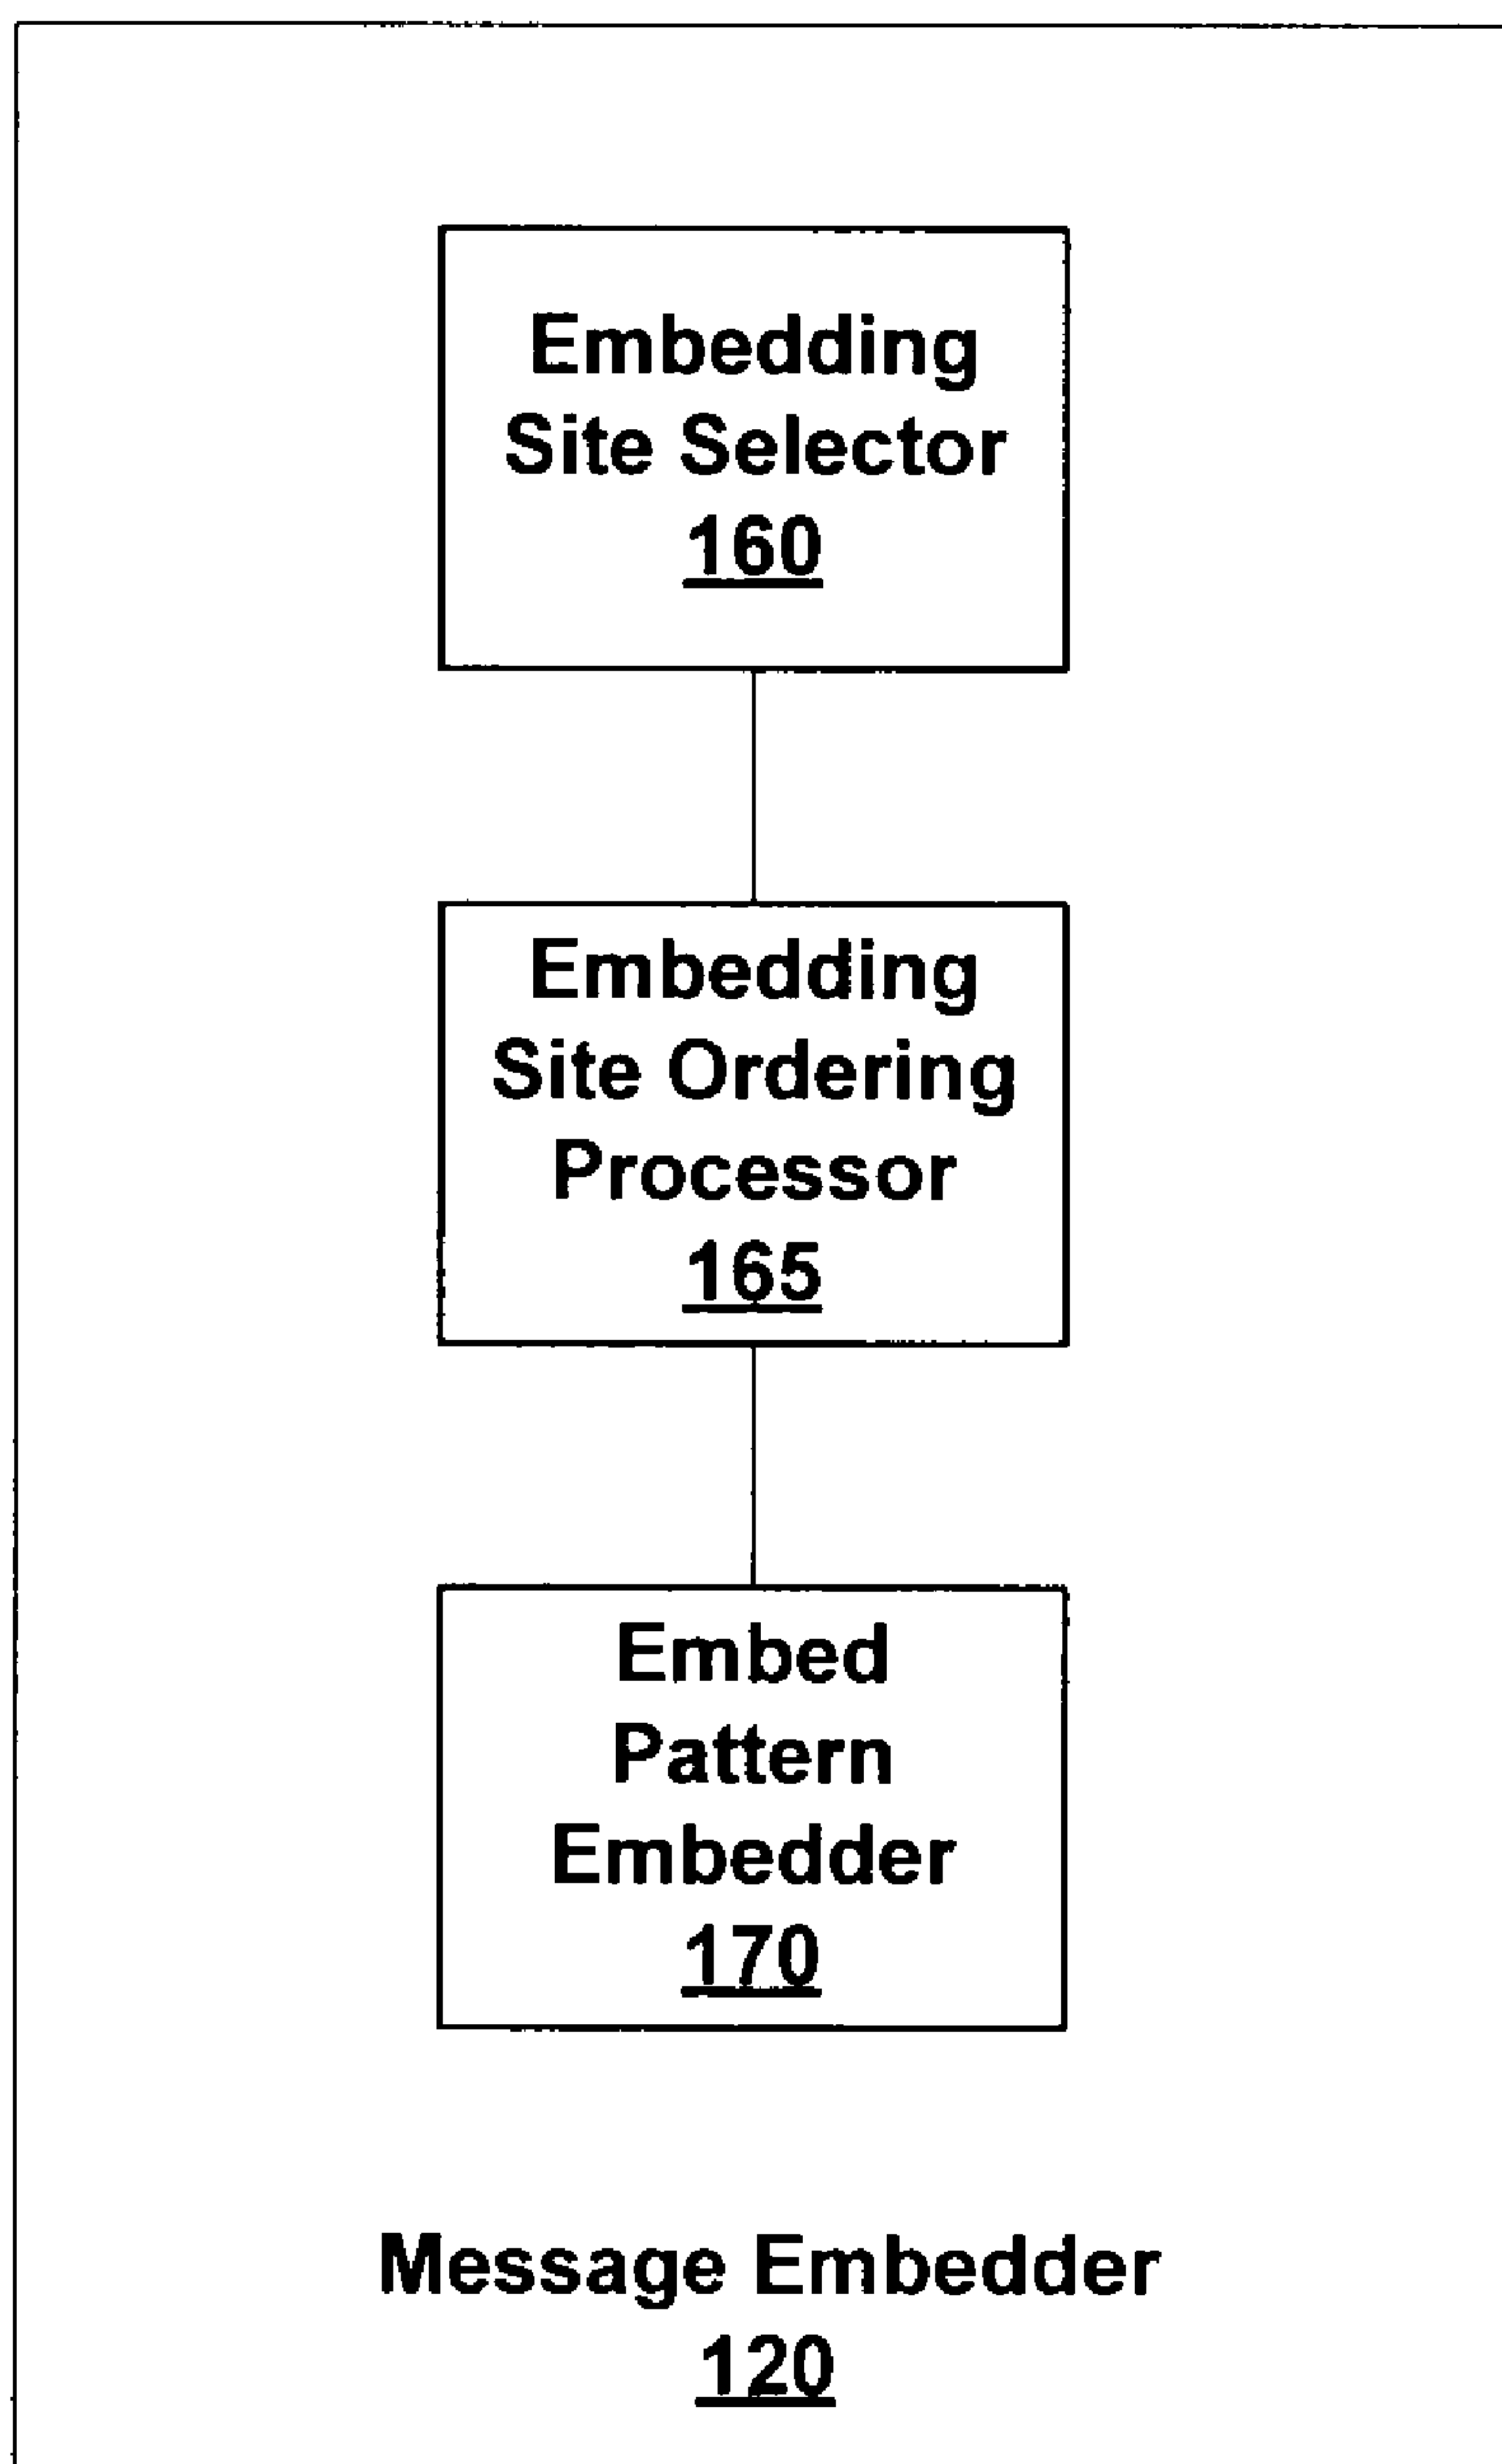 Embedding
Site Selector
160
Embedding
Site Ordering
Processor
165
Embed
Pattern
Embedder
170
Message Embedder
120